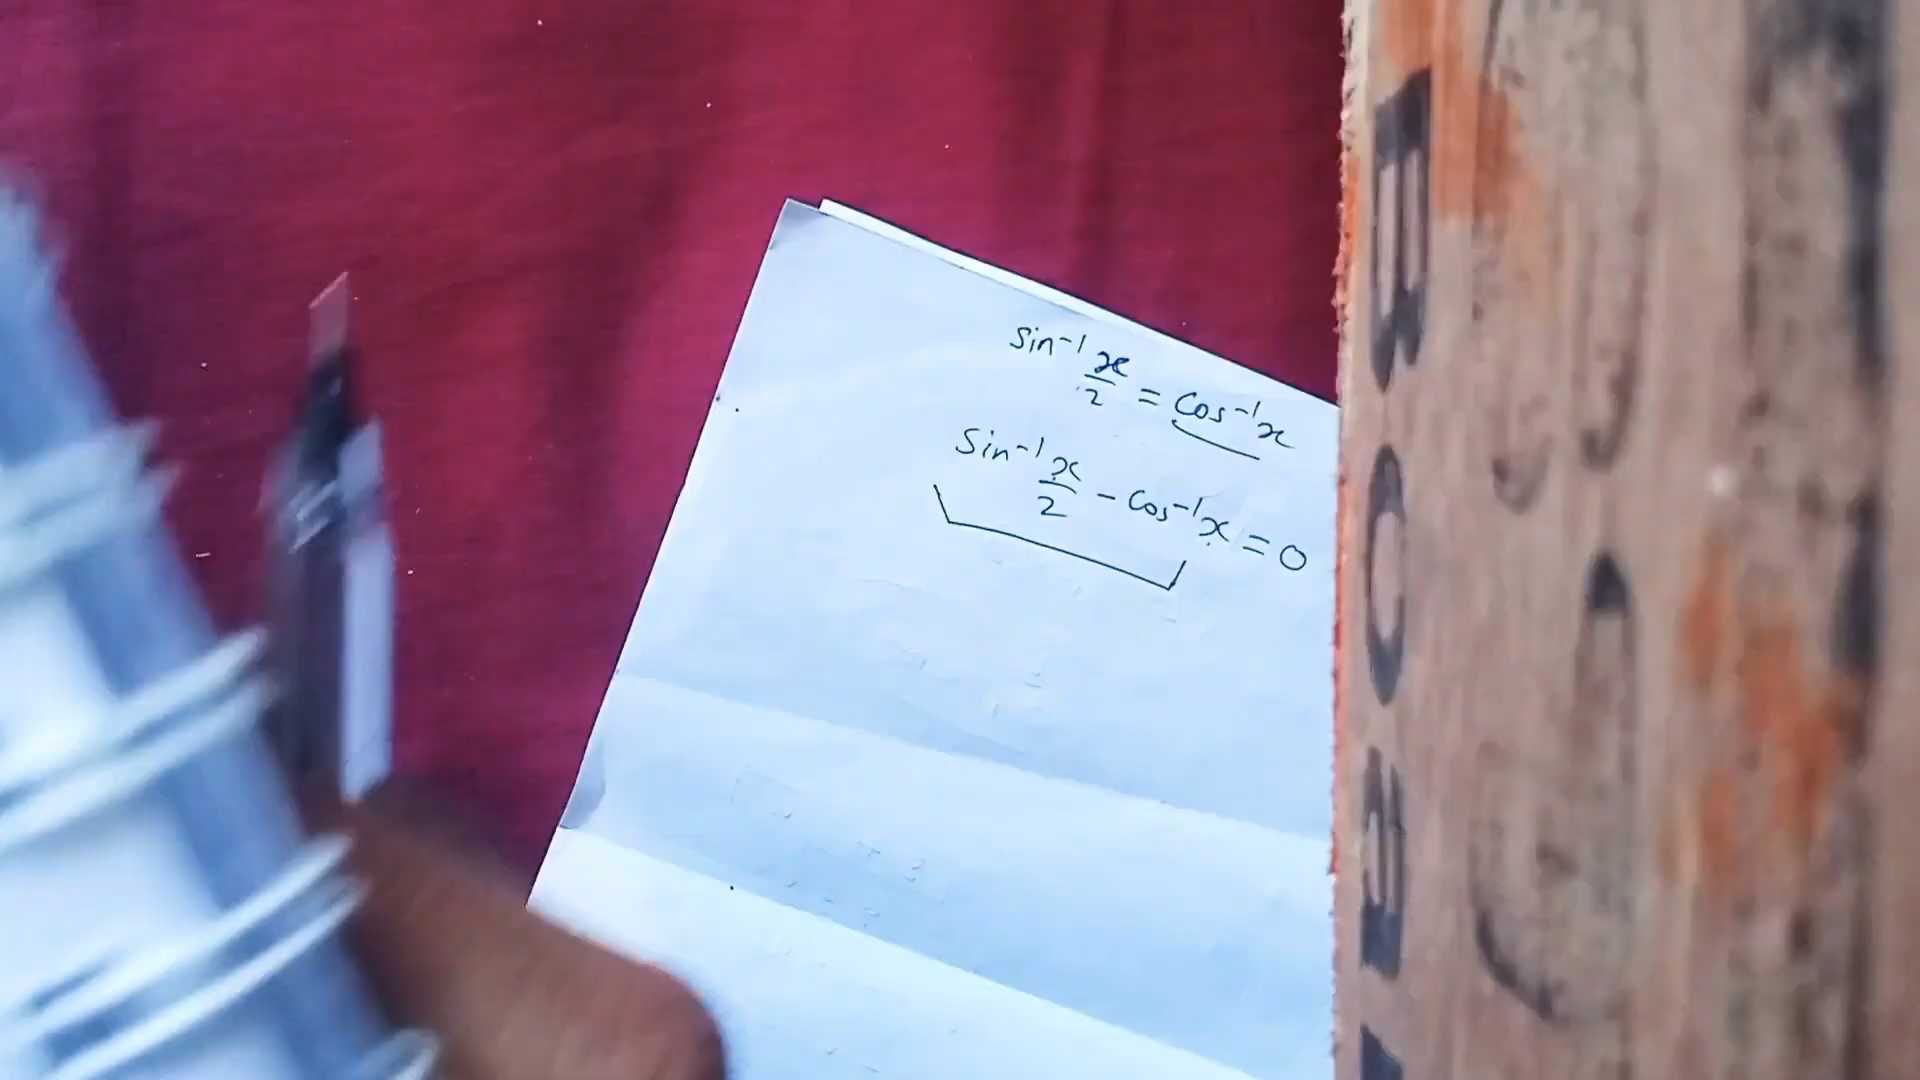 sin⁻¹ x/2 = cos⁻¹x
sin⁻¹ x/2 - cos⁻¹x = 0